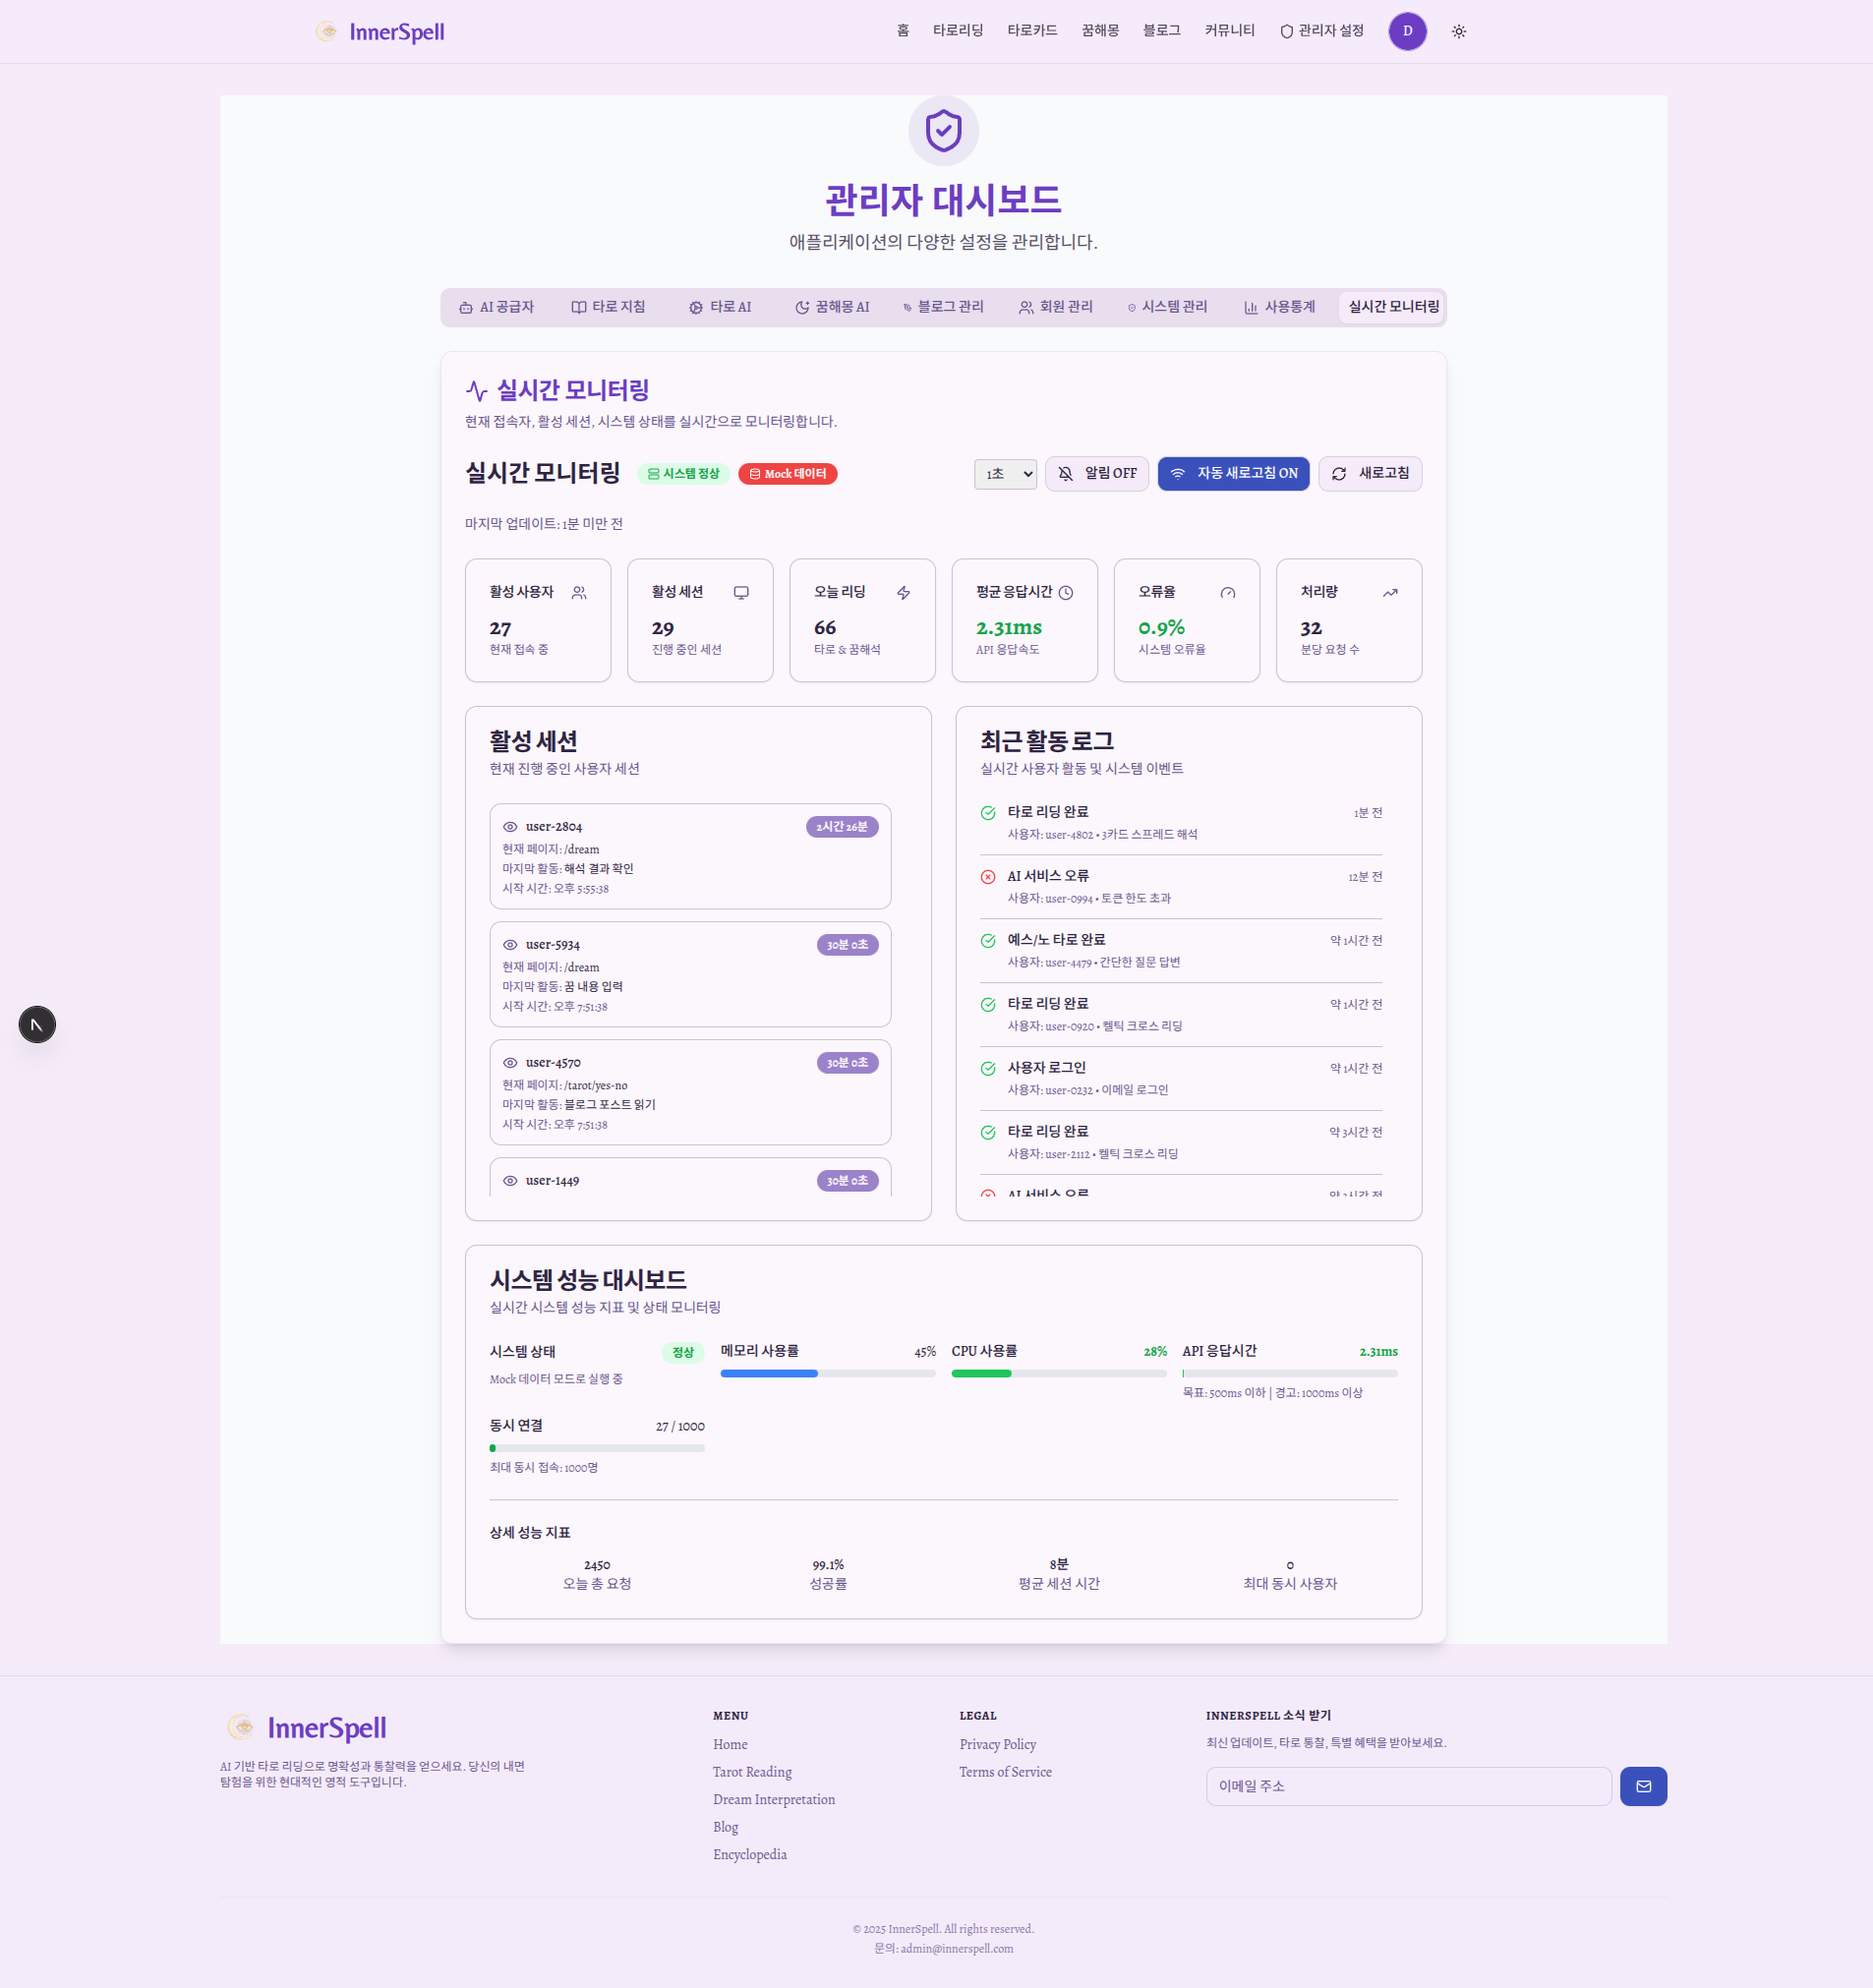 InnerSpell
홈
타로리딩
타로카드
꿈해몽
블로그
커뮤니티
관리자 설정
D
관리자 대시보드
애플리케이션의 다양한 설정을 관리합니다.
AI 공급자
타로 지침
타로 AI
꿈해몽 AI
블로그 관리
회원 관리
시스템 관리
사용통계
실시간 모니터링
실시간 모니터링
현재 접속자, 활성 세션, 시스템 상태를 실시간으로 모니터링합니다.
실시간 모니터링
시스템 정상
Mock 데이터
1초
알림 OFF
자동 새로고침 ON
새로고침
마지막 업데이트: 1분 미만 전
활성 사용자
27
현재 접속 중
활성 세션
29
진행 중인 세션
오늘 리딩
66
타로 & 꿈해석
평균 응답시간
2.31ms
API 응답속도
오류율
0.9%
시스템 오류율
처리량
32
분당 요청 수
활성 세션
현재 진행 중인 사용자 세션
user-2804
2시간 26분
현재 페이지: /dream
마지막 활동: 해석 결과 확인
시작 시간: 오후 5:55:38
user-5934
30분 0초
현재 페이지: /dream
마지막 활동: 꿈 내용 입력
시작 시간: 오후 7:51:38
user-4570
30분 0초
현재 페이지: /tarot/yes-no
마지막 활동: 블로그 포스트 읽기
시작 시간: 오후 7:51:38
user-1449
30분 0초
최근 활동 로그
실시간 사용자 활동 및 시스템 이벤트
타로 리딩 완료
1분 전
사용자: user-4802 • 3카드 스프레드 해석
AI 서비스 오류
12분 전
사용자: user-0994 • 토큰 한도 초과
예스/노 타로 완료
약 1시간 전
사용자: user-4479 • 간단한 질문 답변
타로 리딩 완료
약 1시간 전
사용자: user-0920 • 켈틱 크로스 리딩
사용자 로그인
약 1시간 전
사용자: user-0232 • 이메일 로그인
타로 리딩 완료
약 3시간 전
사용자: user-2112 • 켈틱 크로스 리딩
AI 서비스 오류
시스템 성능 대시보드
실시간 시스템 성능 지표 및 상태 모니터링
시스템 상태
정상
Mock 데이터 모드로 실행 중
메모리 사용률
45%
CPU 사용률
28%
API 응답시간
2.31ms
목표: 500ms 이하 | 경고: 1000ms 이상
동시 연결
27 / 1000
최대 동시 접속: 1000명
상세 성능 지표
2450
오늘 총 요청
99.1%
성공률
8분
평균 세션 시간
0
최대 동시 사용자
InnerSpell
AI 기반 타로 리딩으로 명확성과 통찰력을 얻으세요. 당신의 내면
탐험을 위한 현대적인 영적 도구입니다.
MENU
Home
Tarot Reading
Dream Interpretation
Blog
Encyclopedia
LEGAL
Privacy Policy
Terms of Service
INNERSPELL 소식 받기
최신 업데이트, 타로 통찰, 특별 혜택을 받아보세요.
이메일 주소
© 2025 InnerSpell. All rights reserved.
문의: admin@innerspell.com